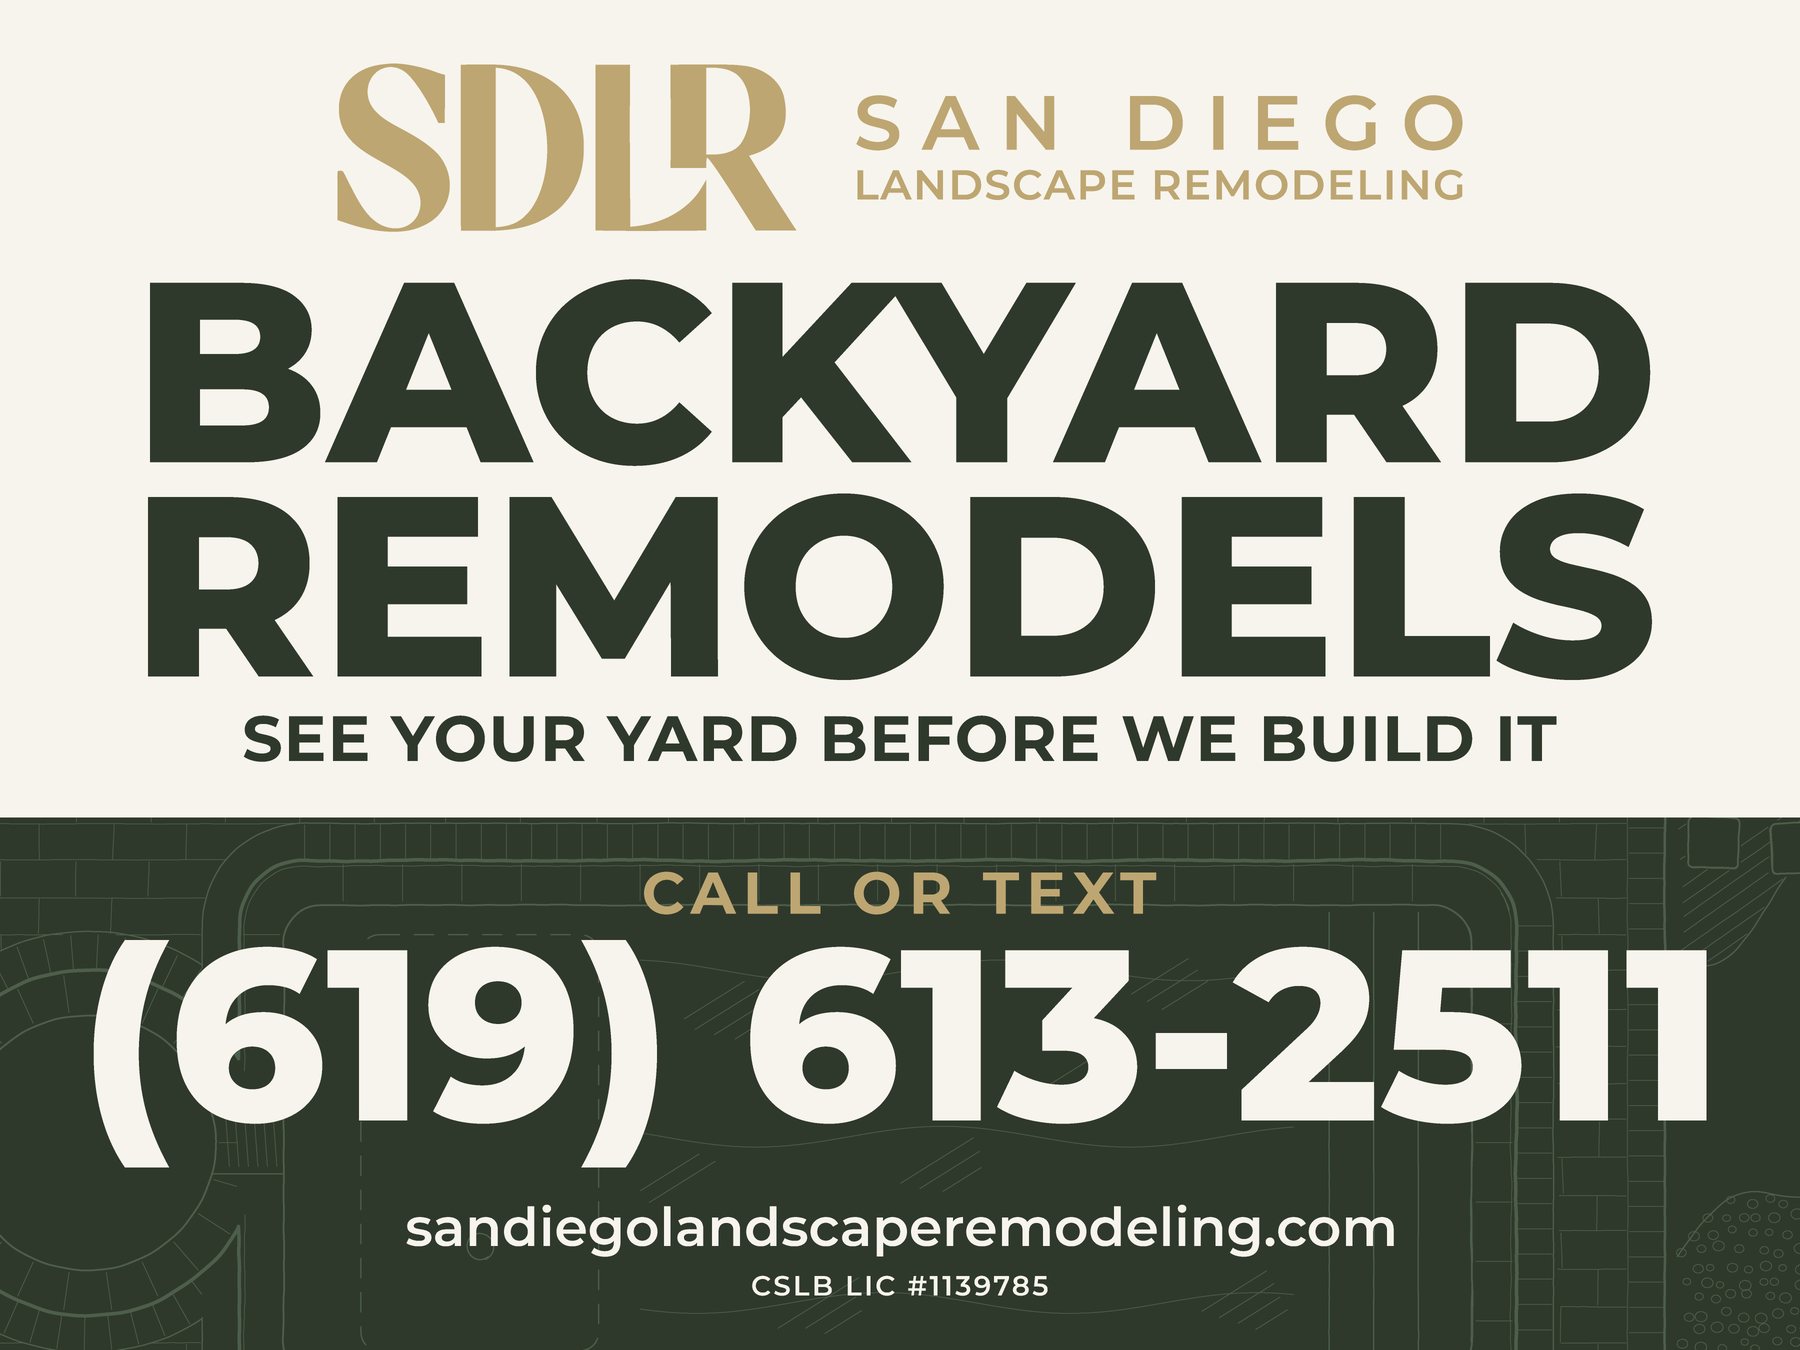 SDLR
SAN DIEGO
LANDSCAPE REMODELING
BACKYARD
REMODELS
SEE YOUR YARD BEFORE WE BUILD IT
CALL OR TEXT
(619) 613-2511
sandiegolandscaperemodeling.com
CSLB LIC #1139785